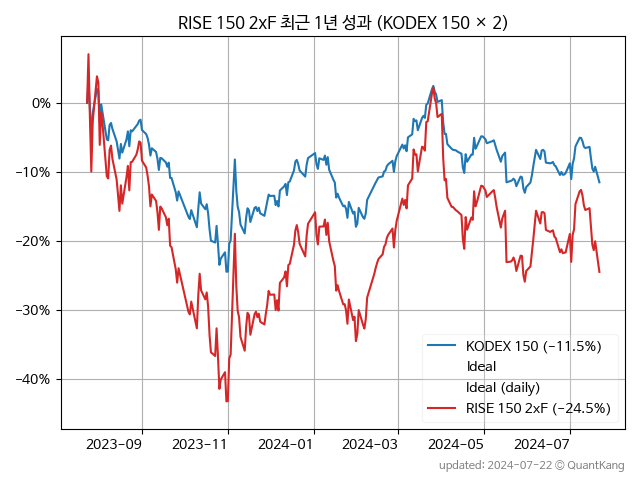 RISE 150 2xF 최근 1년 성과 (KODEX 150 × 2)
0%
−10%
−20%
−30%
−40%
KODEX 150 (−11.5%)
Ideal
Ideal (daily)
RISE 150 2xF (−24.5%)
2023-09 2023-11 2024-01 2024-03 2024-05 2024-07
updated: 2024-07-22 ⓒ QuantKang